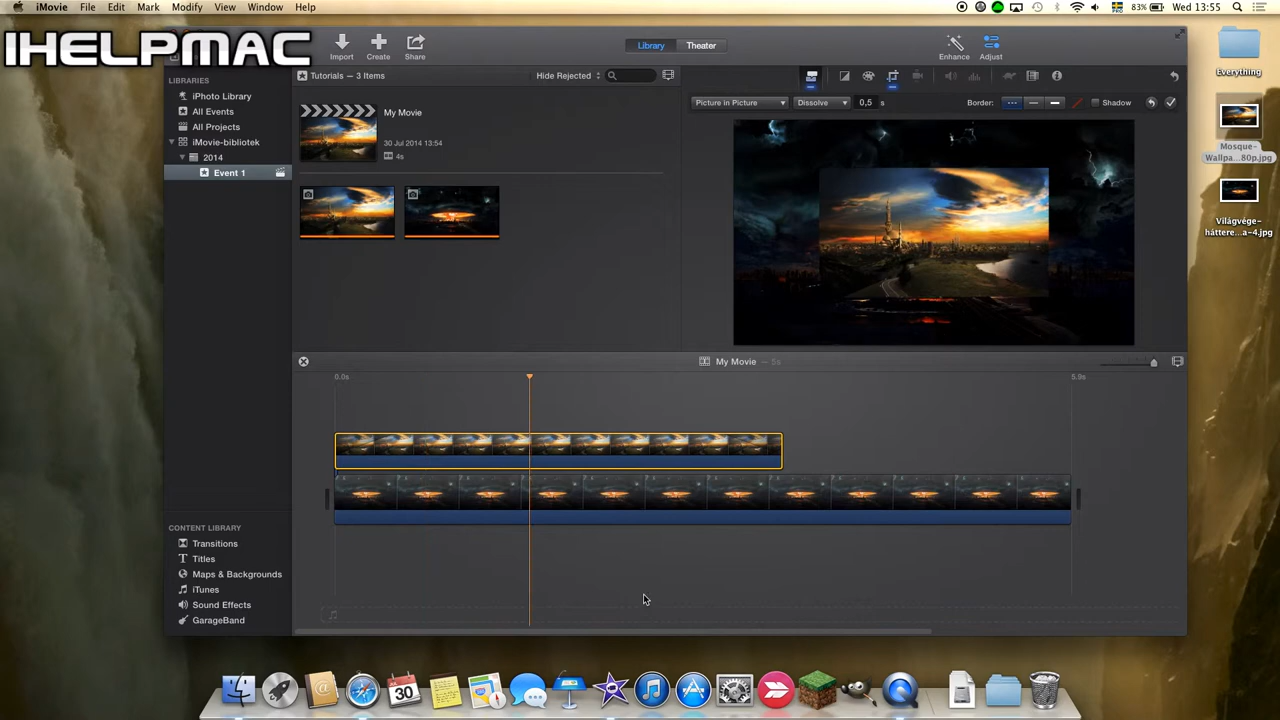 iMovie File Edit Mark Modify View Window Help
83% Wed 13:55
IHELPMAC
Import Create Share
Library Theater
Enhance Adjust
LIBRARIES
iPhoto Library
All Events
All Projects
iMovie-bibliotek
2014
Event 1
Tutorials — 3 Items Hide Rejected
My Movie
30 Jul 2014 13:54
4s
Picture in Picture Dissolve 0,5 s Border: Shadow
Everything
Mosque-
Wallpa...80p.jpg
Világvége-
háttere...a-4.jpg
My Movie — 5s
0.0s 5.9s
CONTENT LIBRARY
Transitions
Titles
Maps & Backgrounds
iTunes
Sound Effects
GarageBand
30